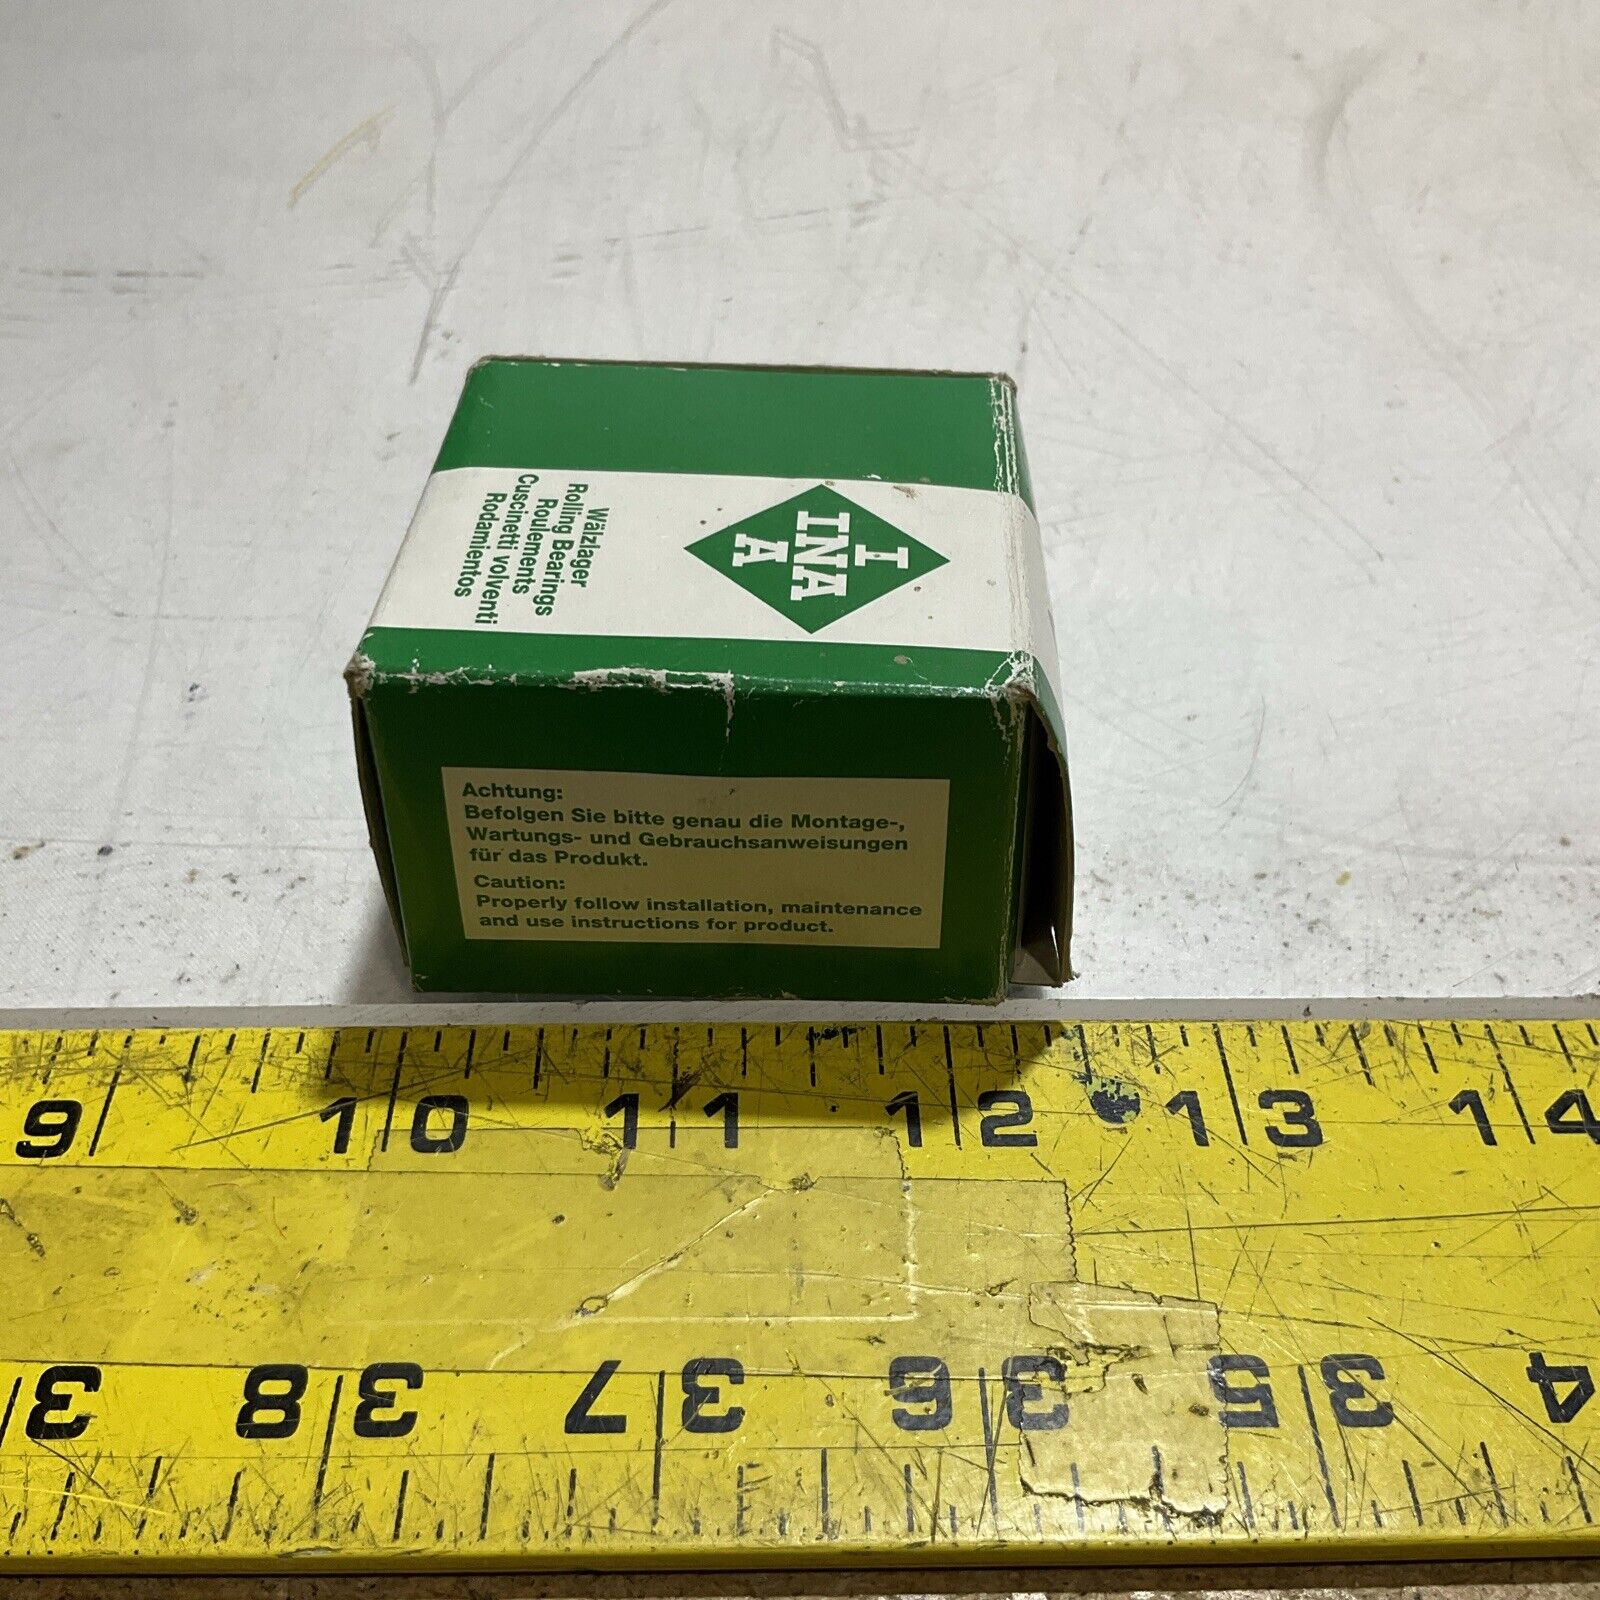 I
INA
A
Wälzlager
Rolling Bearings
Roulements
Cuscinetti volventi
Rodamientos
Achtung:
Befolgen Sie bitte genau die Montage-,
Wartungs- und Gebrauchsanweisungen
für das Produkt.
Caution:
Properly follow installation, maintenance
and use instructions for product.
9 10 11 12 13 14
38 37 36 35 34